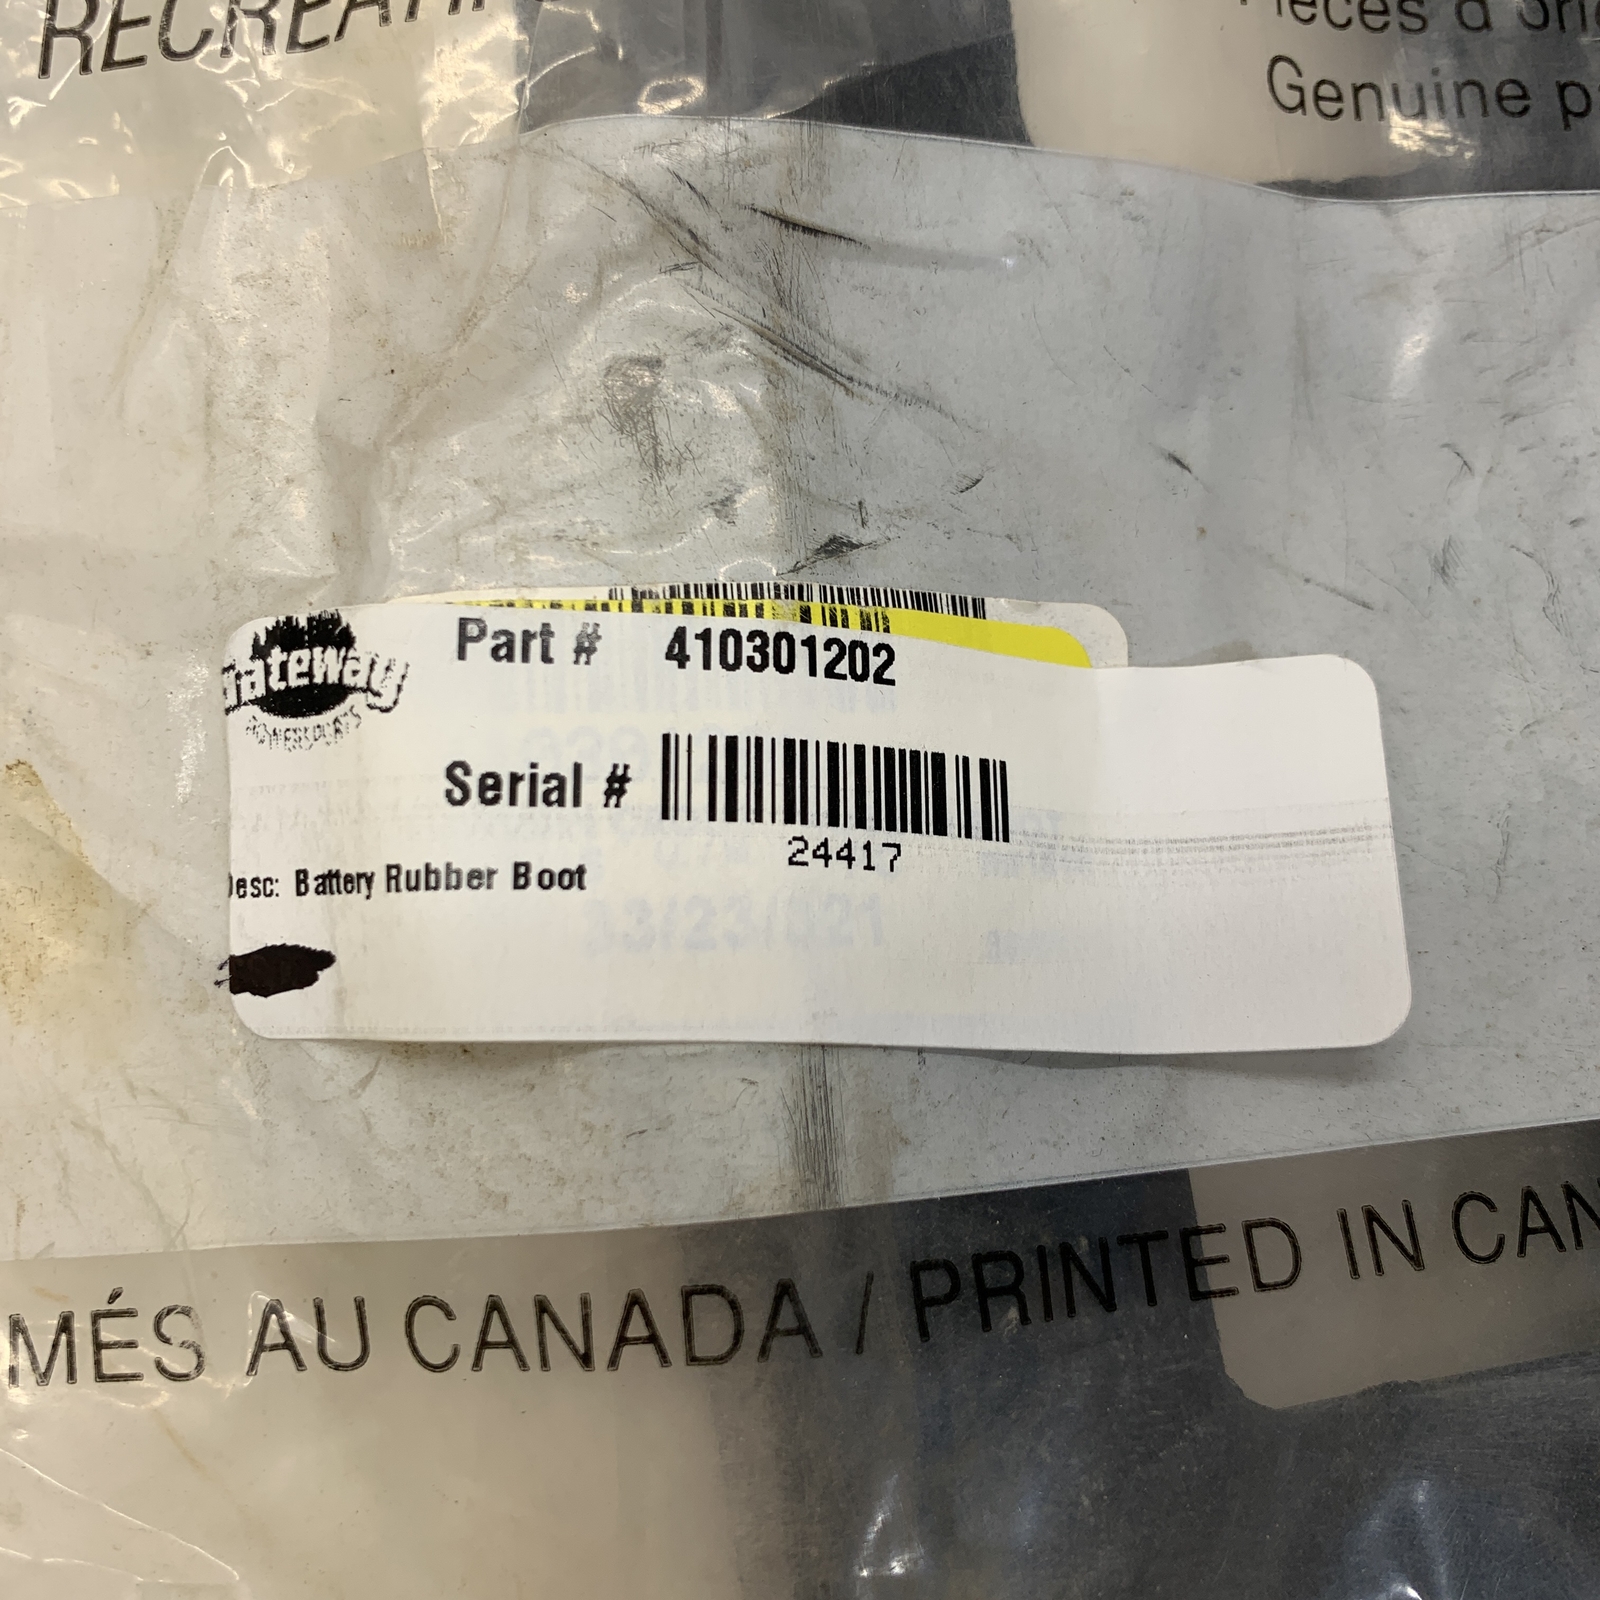 RECREATI
Pièces d'ori
Genuine p
Gateway
POWERSPORTS
Part # 410301202
Serial #
24417
Desc: Battery Rubber Boot
MÉS AU CANADA / PRINTED IN CAN